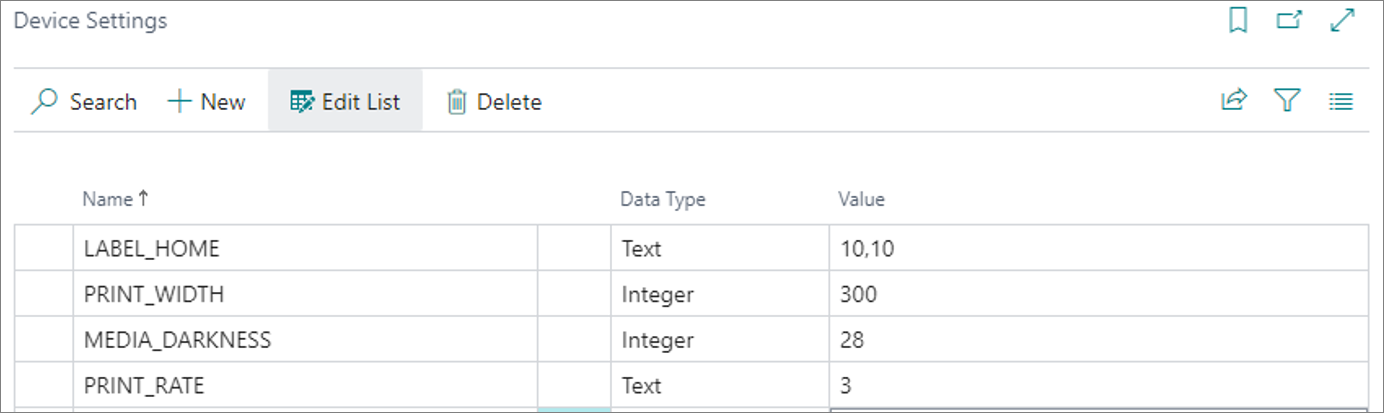 Device Settings
Search New Edit List Delete
Name Data Type Value
LABEL_HOME Text 10,10
PRINT_WIDTH Integer 300
MEDIA_DARKNESS Integer 28
PRINT_RATE Text 3